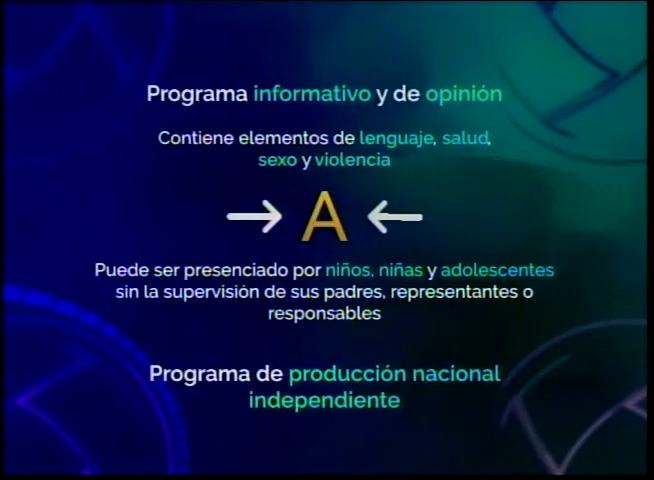 Programa informativo y de opinión
Contiene elementos de lenguaje, salud,
sexo y violencia
→ A ←
Puede ser presenciado por niños, niñas y adolescentes
sin la supervisión de sus padres, representantes o
responsables
Programa de producción nacional
independiente